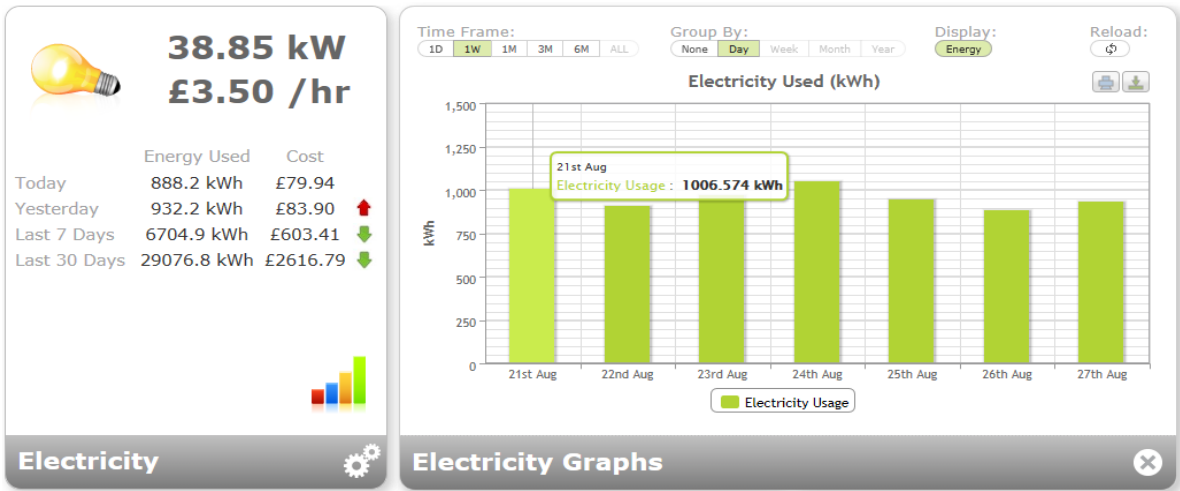 38.85 kW
£3.50 /hr
Energy Used Cost
Today 888.2 kWh £79.94
Yesterday 932.2 kWh £83.90
Last 7 Days 6704.9 kWh £603.41
Last 30 Days 29076.8 kWh £2616.79
Electricity
Time Frame: Group By: Display: Reload:
1D 1W 1M 3M 6M ALL None Day Week Month Year Energy
Electricity Used (kWh)
1,500
1,250
1,000
750
500
250
0
kWh
21st Aug
Electricity Usage : 1006.574 kWh
21st Aug 22nd Aug 23rd Aug 24th Aug 25th Aug 26th Aug 27th Aug
Electricity Usage
Electricity Graphs